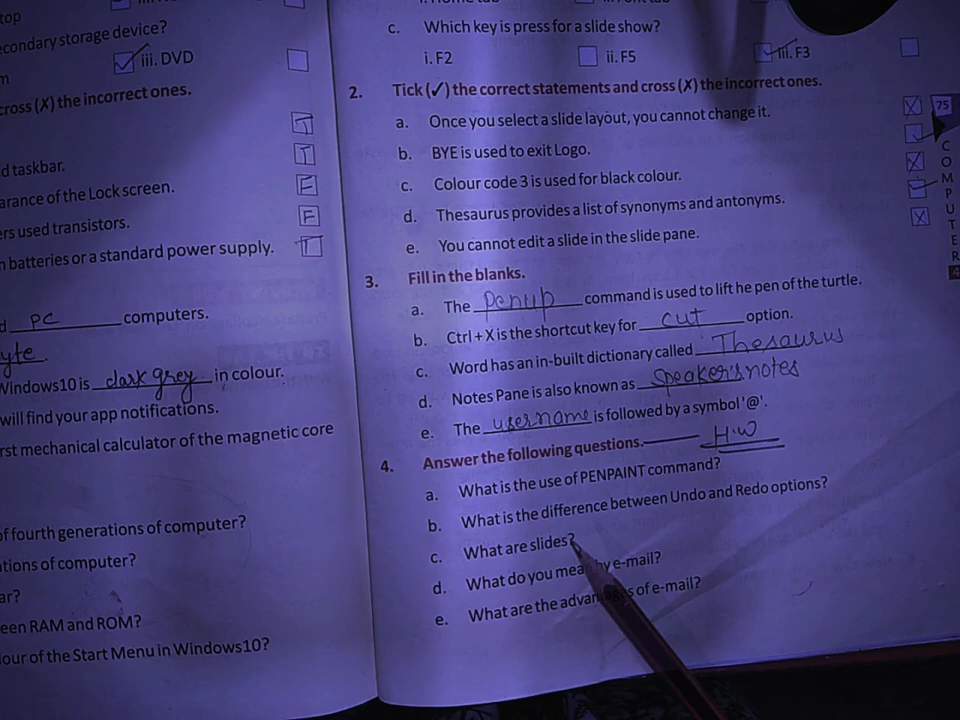 top
econdary storage device?
iii. DVD
m
cross (✗) the incorrect ones.
T
d taskbar.
T
arance of the Lock screen.
F
ers used transistors.
F
n batteries or a standard power supply.
T
d PC computers.
yte.
Windows10 is dark grey in colour.
will find your app notifications.
rst mechanical calculator of the magnetic core
of fourth generations of computer?
tions of computer?
ar?
een RAM and ROM?
lour of the Start Menu in Windows10?
c. Which key is press for a slide show?
i. F2 ii. F5 iii. F3
2. Tick (✓) the correct statements and cross (✗) the incorrect ones.
a. Once you select a slide layout, you cannot change it.
b. BYE is used to exit Logo.
c. Colour code 3 is used for black colour.
d. Thesaurus provides a list of synonyms and antonyms.
e. You cannot edit a slide in the slide pane.
3. Fill in the blanks.
a. The Penup command is used to lift he pen of the turtle.
b. Ctrl + X is the shortcut key for cut option.
c. Word has an in-built dictionary called Thesaurus
d. Notes Pane is also known as speaker's notes
e. The username is followed by a symbol '@'.
4. Answer the following questions. H.W
a. What is the use of PENPAINT command?
b. What is the difference between Undo and Redo options?
c. What are slides?
d. What do you mean by e-mail?
e. What are the advantages of e-mail?
75
COMPUTER
4